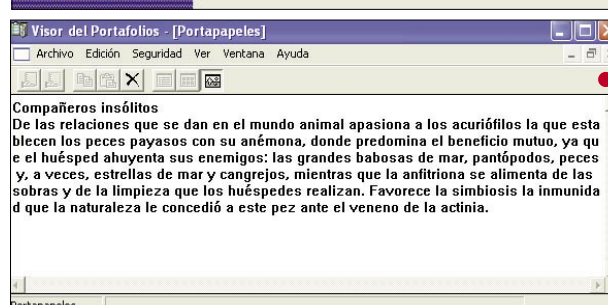 Visor del Portafolios - [Portapapeles]
Archivo Edición Seguridad Ver Ventana Ayuda
Compañeros insólitos
De las relaciones que se dan en el mundo animal apasiona a los acuriófilos la que esta
blecen los peces payasos con su anémona, donde predomina el beneficio mutuo, ya qu
e el huésped ahuyenta sus enemigos: las grandes babosas de mar, pantópodos, peces
y, a veces, estrellas de mar y cangrejos, mientras que la anfitriona se alimenta de las
sobras y de la limpieza que los huéspedes realizan. Favorece la simbiosis la inmunida
d que la naturaleza le concedió a este pez ante el veneno de la actinia.
Portapapeles